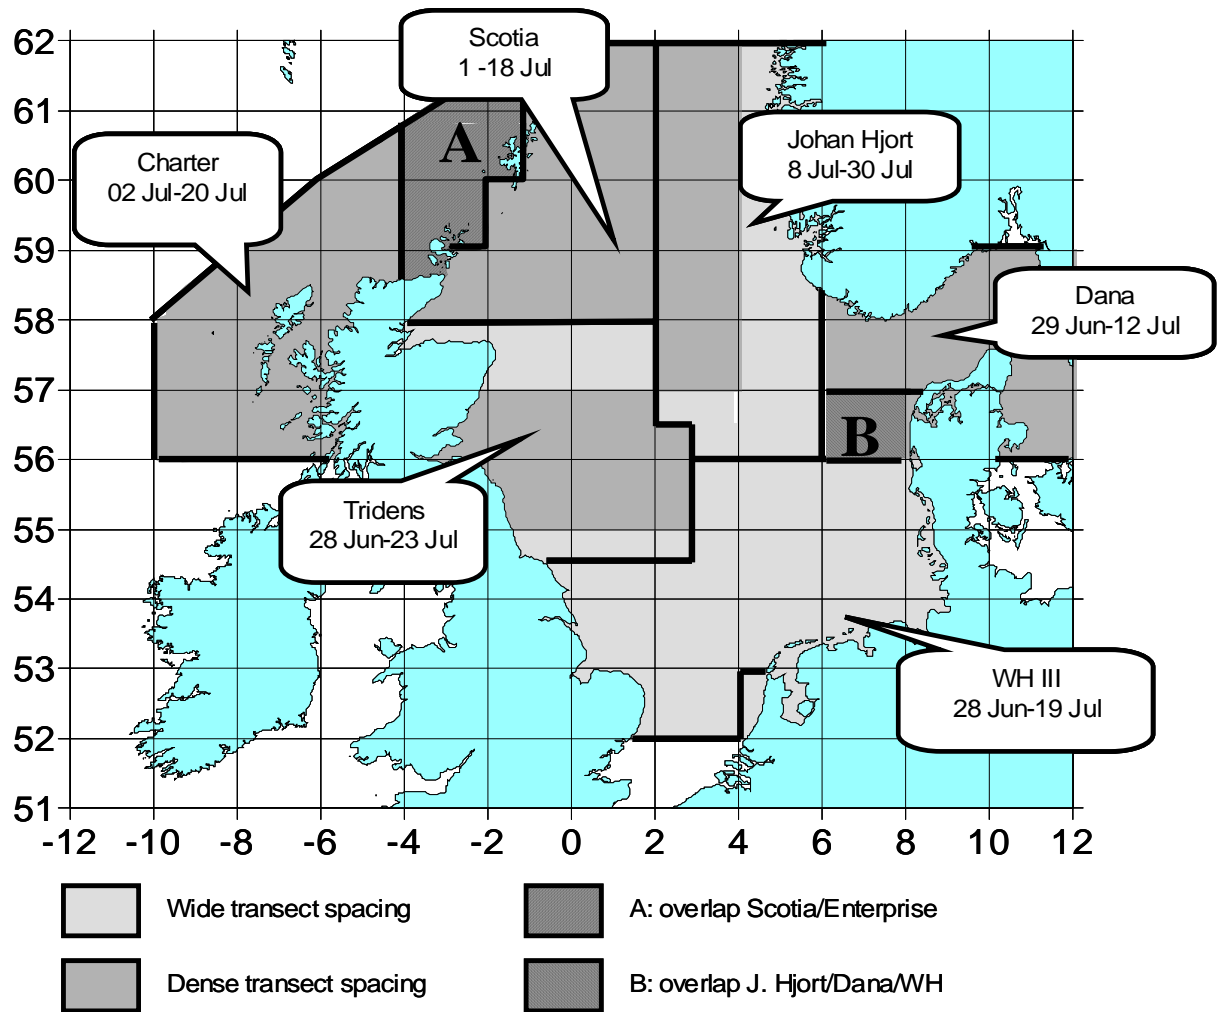 62
61
60
59
58
57
56
55
54
53
52
51
-12
-10
-8
-6
-4
-2
0
2
4
6
8
10
12
Scotia
1 -18 Jul
Charter
02 Jul-20 Jul
A
Johan Hjort
8 Jul-30 Jul
Dana
29 Jun-12 Jul
B
Tridens
28 Jun-23 Jul
WH III
28 Jun-19 Jul
Wide transect spacing
Dense transect spacing
A: overlap Scotia/Enterprise
B: overlap J. Hjort/Dana/WH